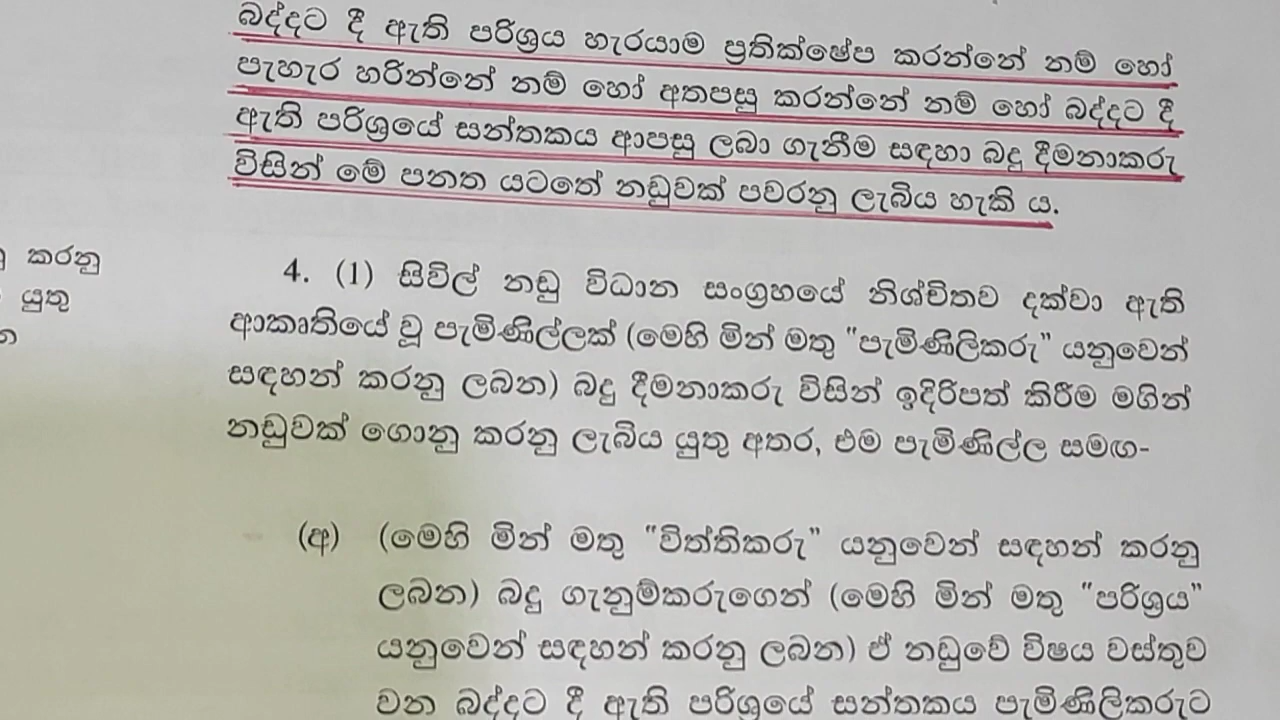 බද්දට දී ඇති පරිශ්‍රය හැරයාම ප්‍රතික්ෂේප කරන්නේ නම් හෝ
පැහැර හරින්නේ නම් හෝ අතපසු කරන්නේ නම් හෝ බද්දට දී
ඇති පරිශ්‍රයේ සන්තකය ආපසු ලබා ගැනීම සඳහා බදු දීමනාකරු
විසින් මේ පනත යටතේ නඩුවක් පවරනු ලැබිය හැකි ය.
කරනු
යුතු
4. (1) සිවිල් නඩු විධාන සංග්‍රහයේ නිශ්චිතව දක්වා ඇති
ආකෘතියේ වූ පැමිණිල්ලක් (මෙහි මින් මතු "පැමිණිලිකරු" යනුවෙන්
සඳහන් කරනු ලබන) බදු දීමනාකරු විසින් ඉදිරිපත් කිරීම මගින්
නඩුවක් ගොනු කරනු ලැබිය යුතු අතර, එම පැමිණිල්ල සමඟ-
(අ) (මෙහි මින් මතු "විත්තිකරු" යනුවෙන් සඳහන් කරනු
ලබන) බදු ගැනුම්කරුගෙන් (මෙහි මින් මතු "පරිශ්‍රය"
යනුවෙන් සඳහන් කරනු ලබන) ඒ නඩුවේ විෂය වස්තුව
වන බද්දට දී ඇති පරිශ්‍රයේ සන්තකය පැමිණිලිකරුට